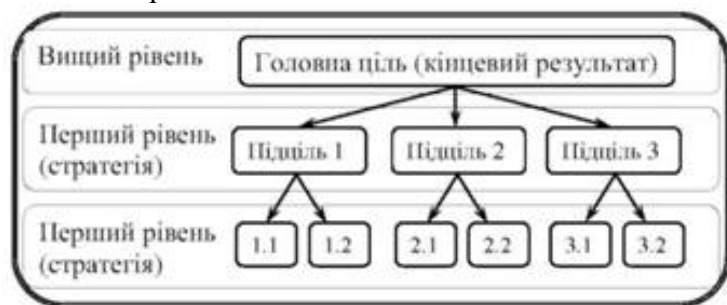 Вищий рівень
Головна ціль (кінцевий результат)
Перший рівень
(стратегія)
Підціль 1
Підціль 2
Підціль 3
Перший рівень
(стратегія)
1.1
1.2
2.1
2.2
3.1
3.2